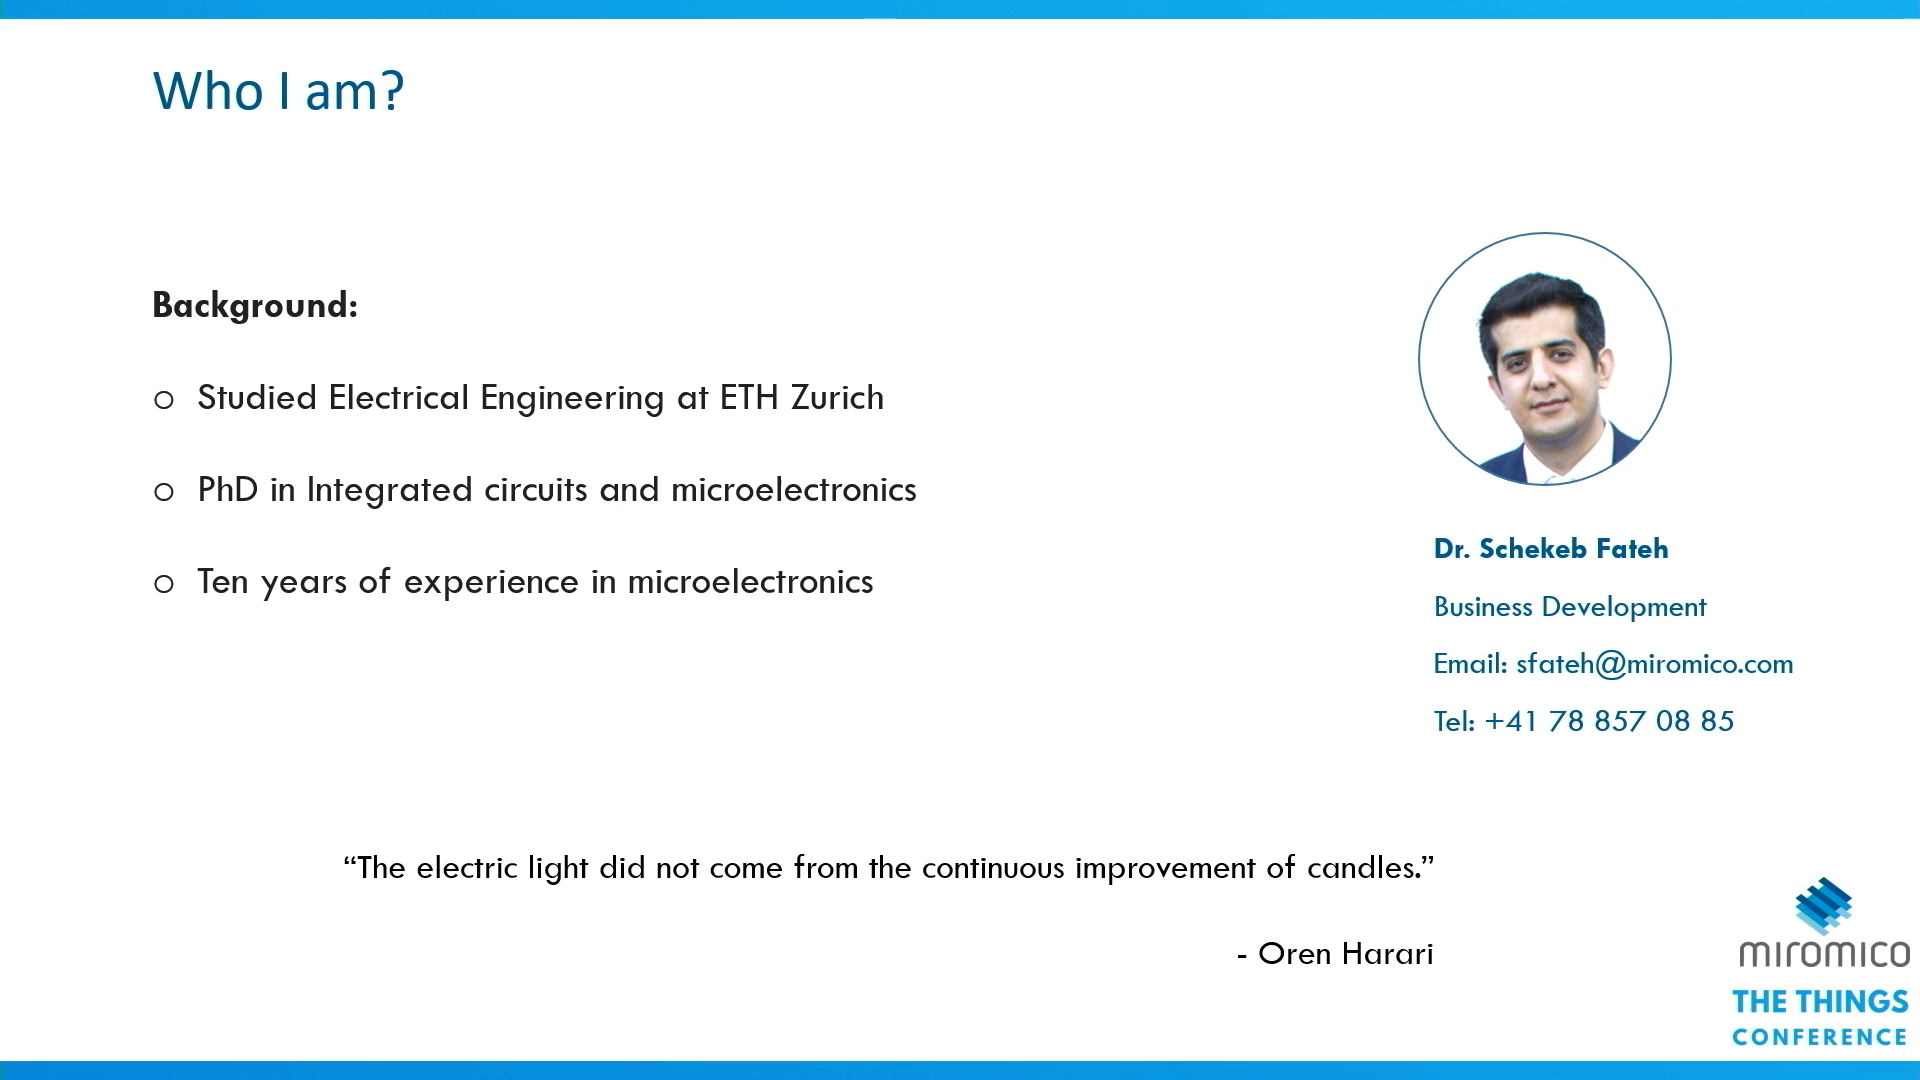 Who I am?
Background:
o Studied Electrical Engineering at ETH Zurich
o PhD in Integrated circuits and microelectronics
o Ten years of experience in microelectronics
Dr. Schekeb Fateh
Business Development
Email: sfateh@miromico.com
Tel: +41 78 857 08 85
“The electric light did not come from the continuous improvement of candles.”
- Oren Harari
miromico
THE THINGS
CONFERENCE